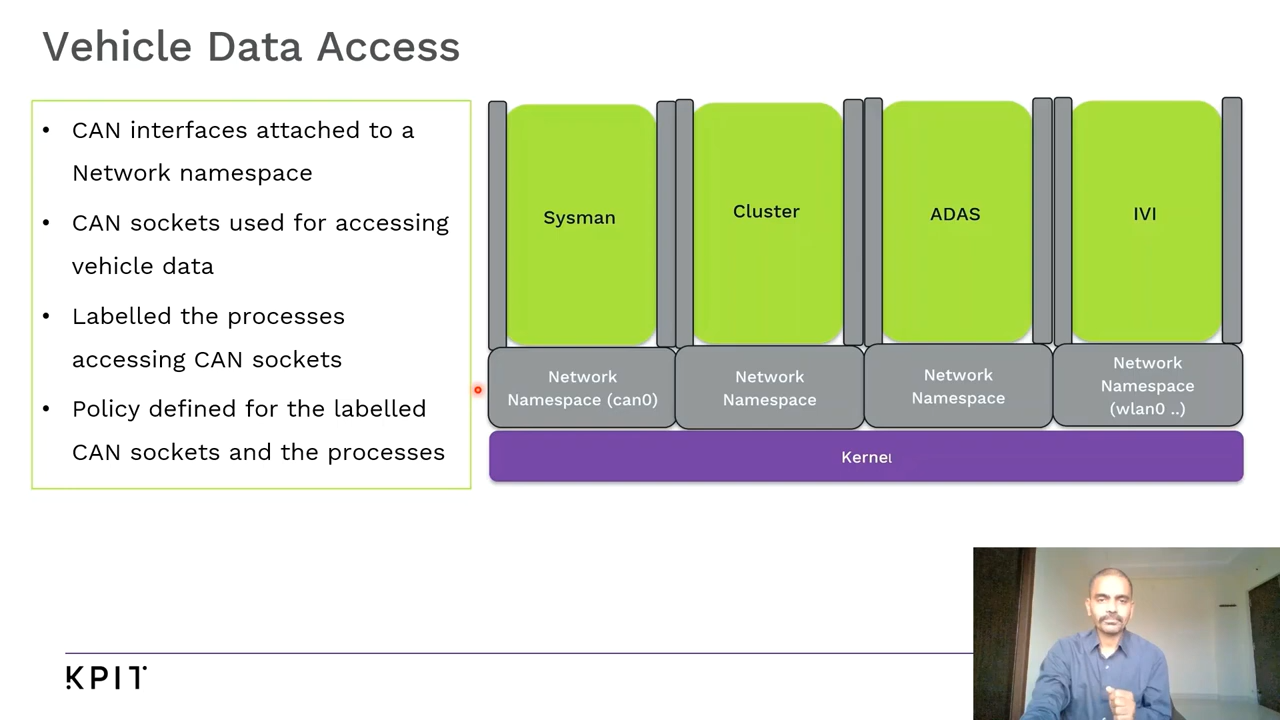 Vehicle Data Access
• CAN interfaces attached to a
Network namespace
• CAN sockets used for accessing
vehicle data
• Labelled the processes
accessing CAN sockets
• Policy defined for the labelled
CAN sockets and the processes
Sysman
Cluster
ADAS
IVI
Network
Namespace (can0)
Network
Namespace
Network
Namespace
Network
Namespace
(wlan0 ..)
Kernel
KPIT